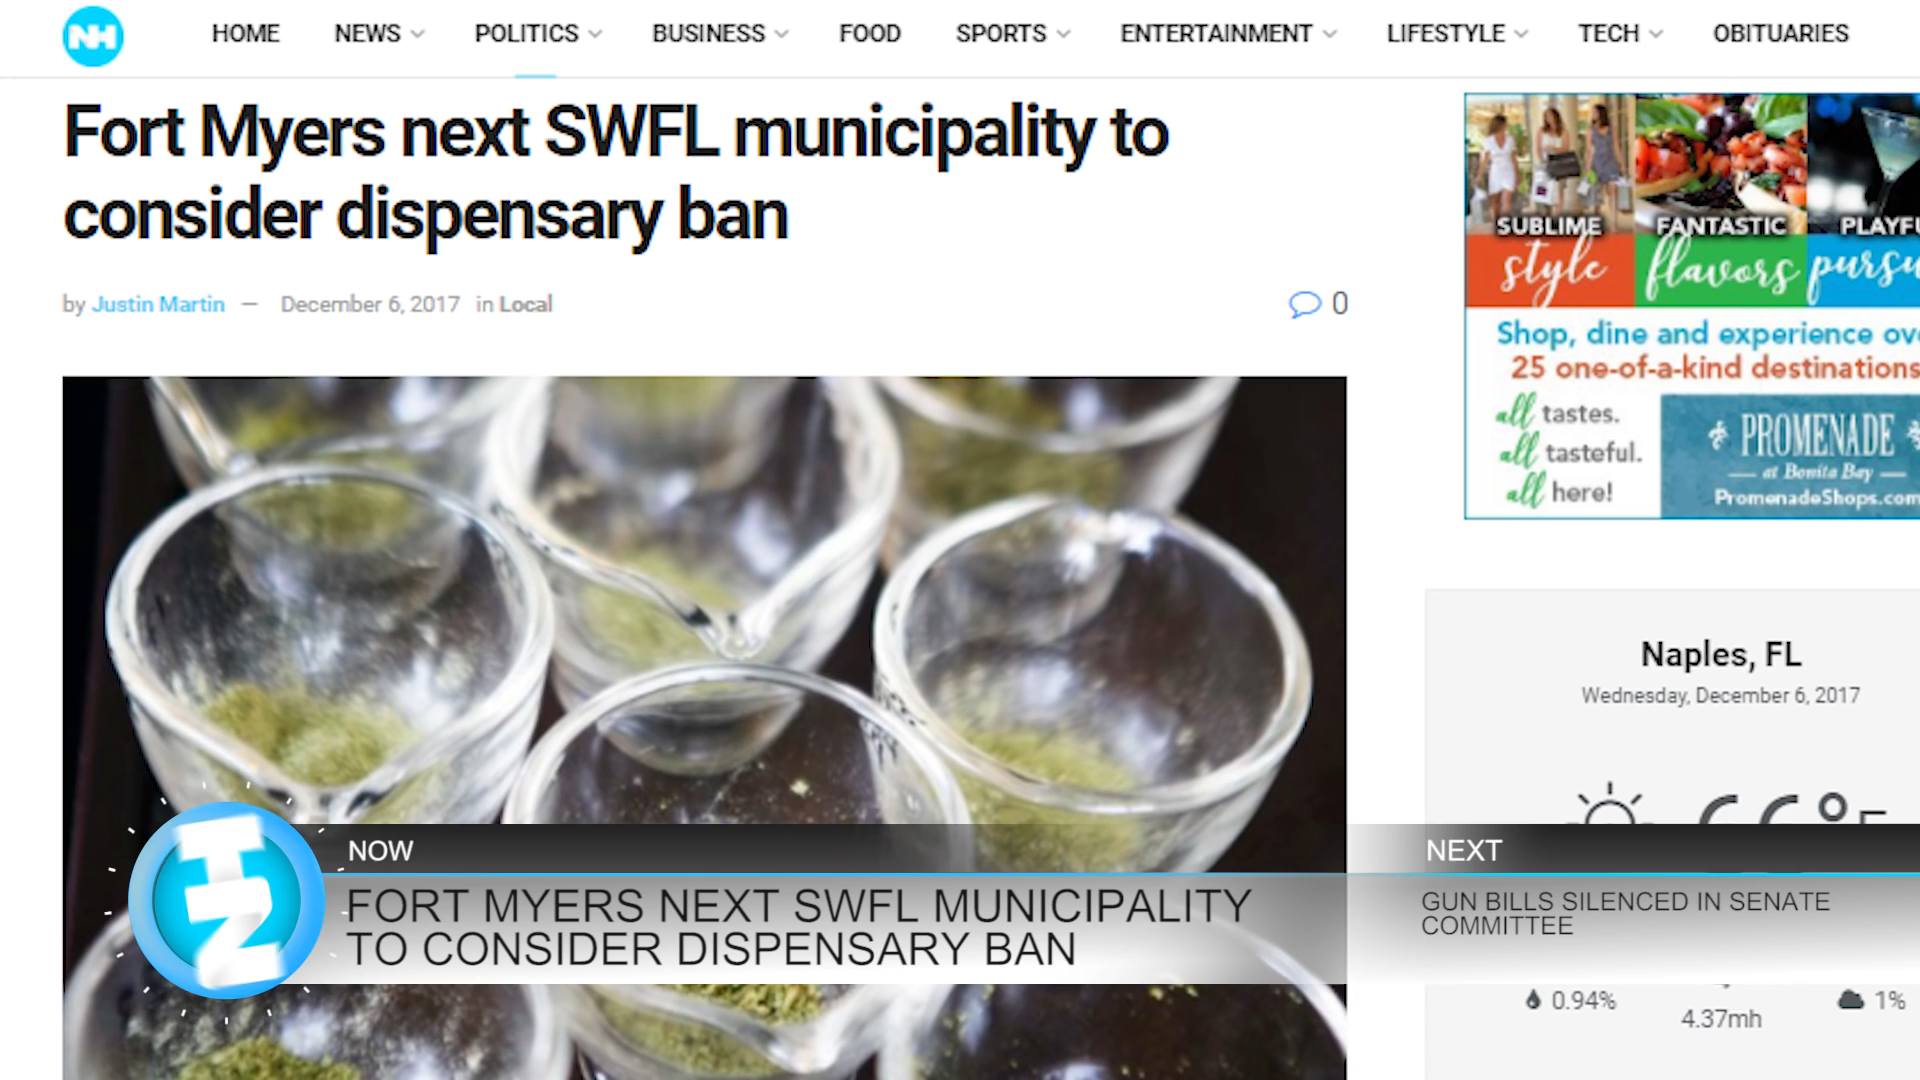 NH
HOME NEWS POLITICS BUSINESS FOOD SPORTS ENTERTAINMENT LIFESTYLE TECH OBITUARIES
Fort Myers next SWFL municipality to
consider dispensary ban
by Justin Martin — December 6, 2017 in Local
0
SUBLIME
style
FANTASTIC
flavors
Shop, dine and experience
25 one-of-a-kind destinations
all tastes.
all tasteful.
all here!
PROMENADE
at Bonita Bay
PromenadeShops.com
Naples, FL
Wednesday, December 6, 2017
NOW
FORT MYERS NEXT SWFL MUNICIPALITY
TO CONSIDER DISPENSARY BAN
NEXT
GUN BILLS SILENCED IN SENATE
COMMITTEE
0.94%
4.37mh
1%